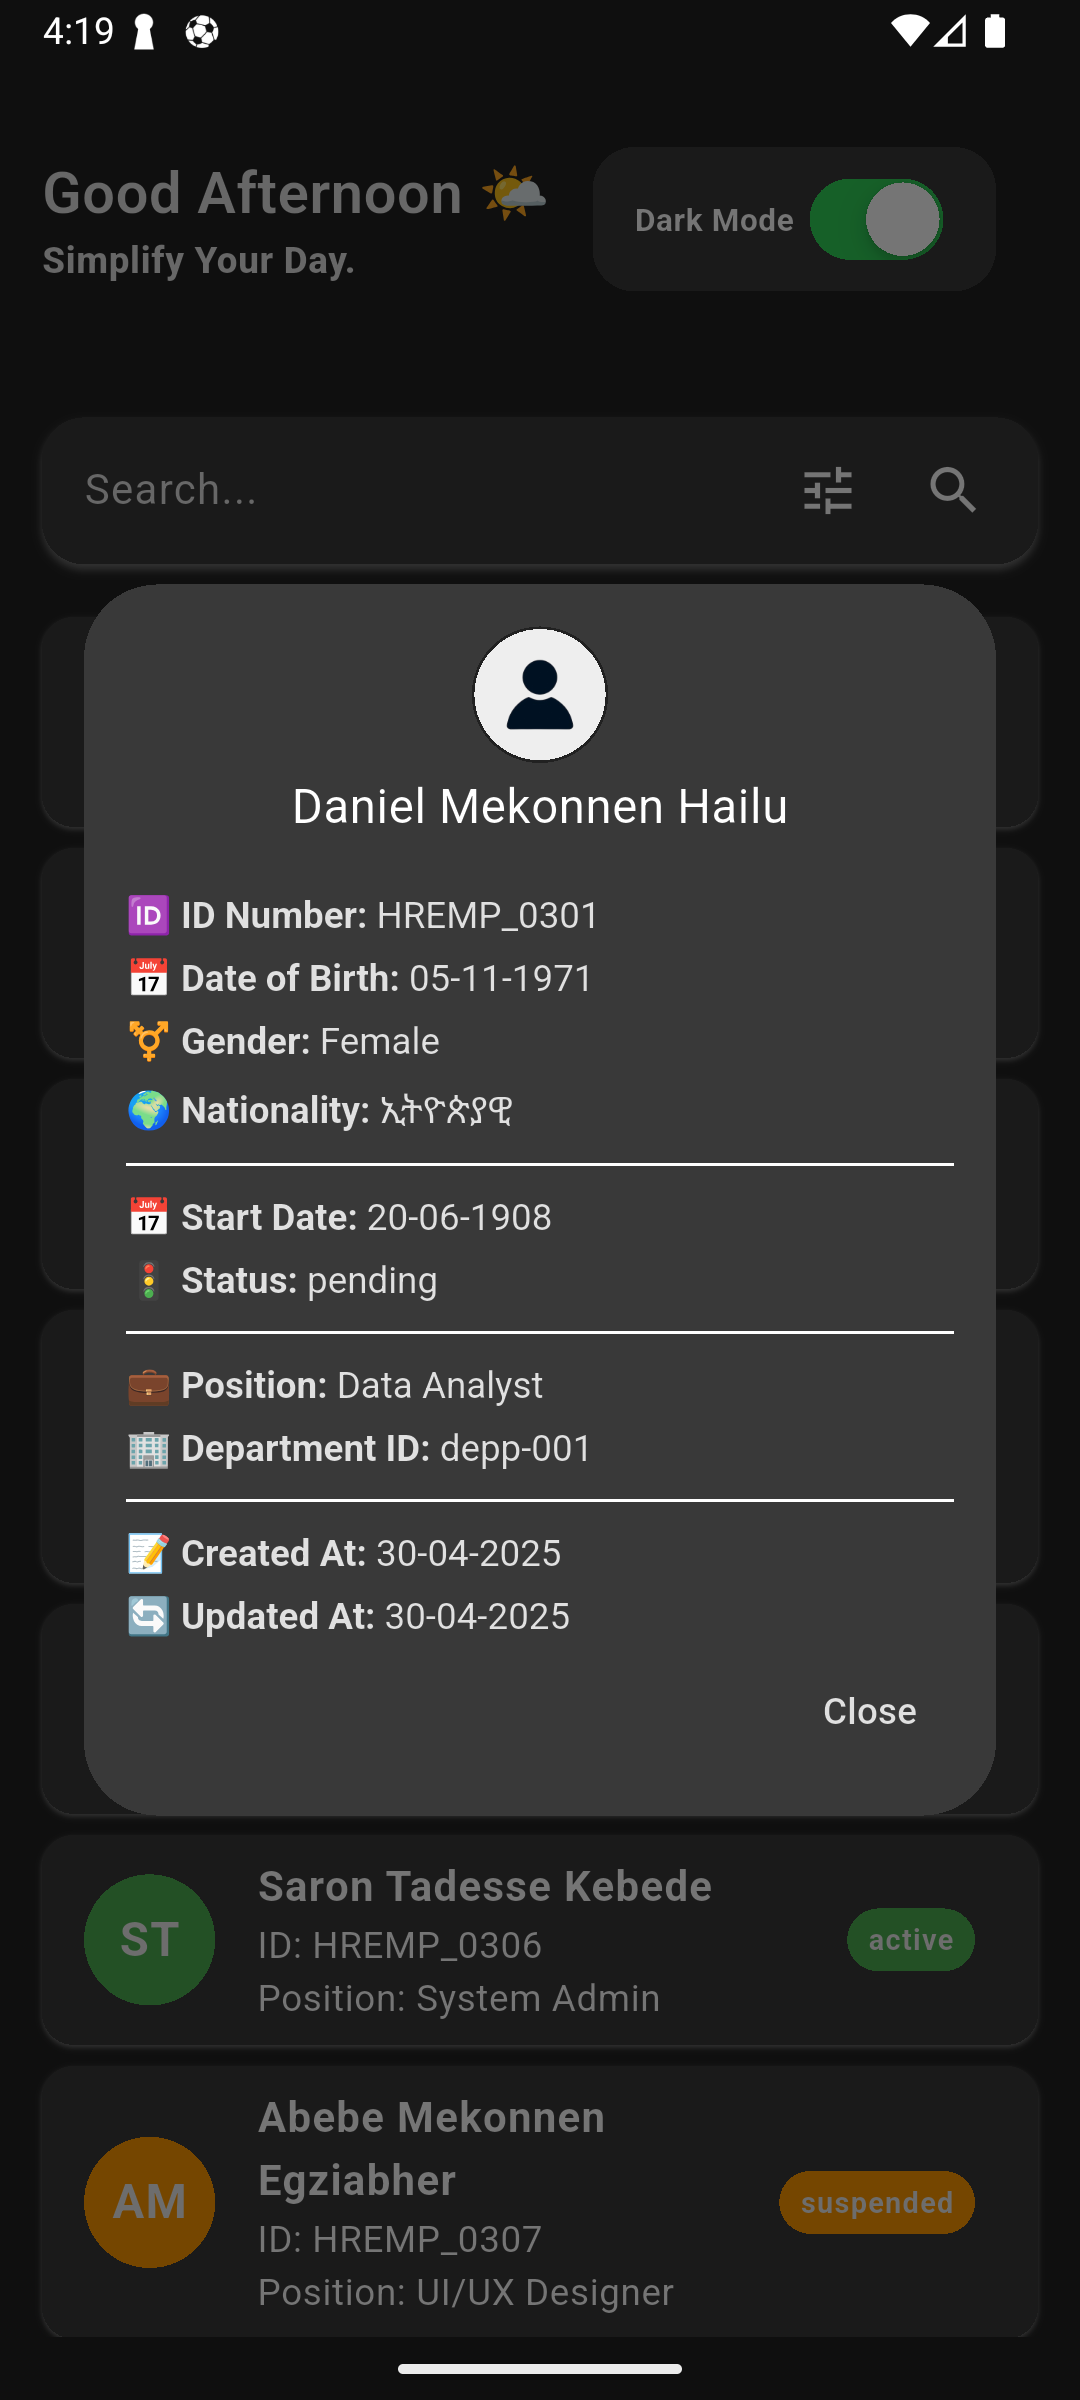 4:19
Good Afternoon 🌤️
Simplify Your Day.
Dark Mode
Search...
Daniel Mekonnen Hailu
🆔 ID Number: HREMP_0301
📅 Date of Birth: 05-11-1971
⚧ Gender: Female
🌍 Nationality: ኢትዮጵያዊ
📅 Start Date: 20-06-1908
🚦 Status: pending
💼 Position: Data Analyst
🏢 Department ID: depp-001
📝 Created At: 30-04-2025
🔄 Updated At: 30-04-2025
Close
ST
Saron Tadesse Kebede
ID: HREMP_0306
Position: System Admin
active
AM
Abebe Mekonnen
Egziabher
ID: HREMP_0307
Position: UI/UX Designer
suspended